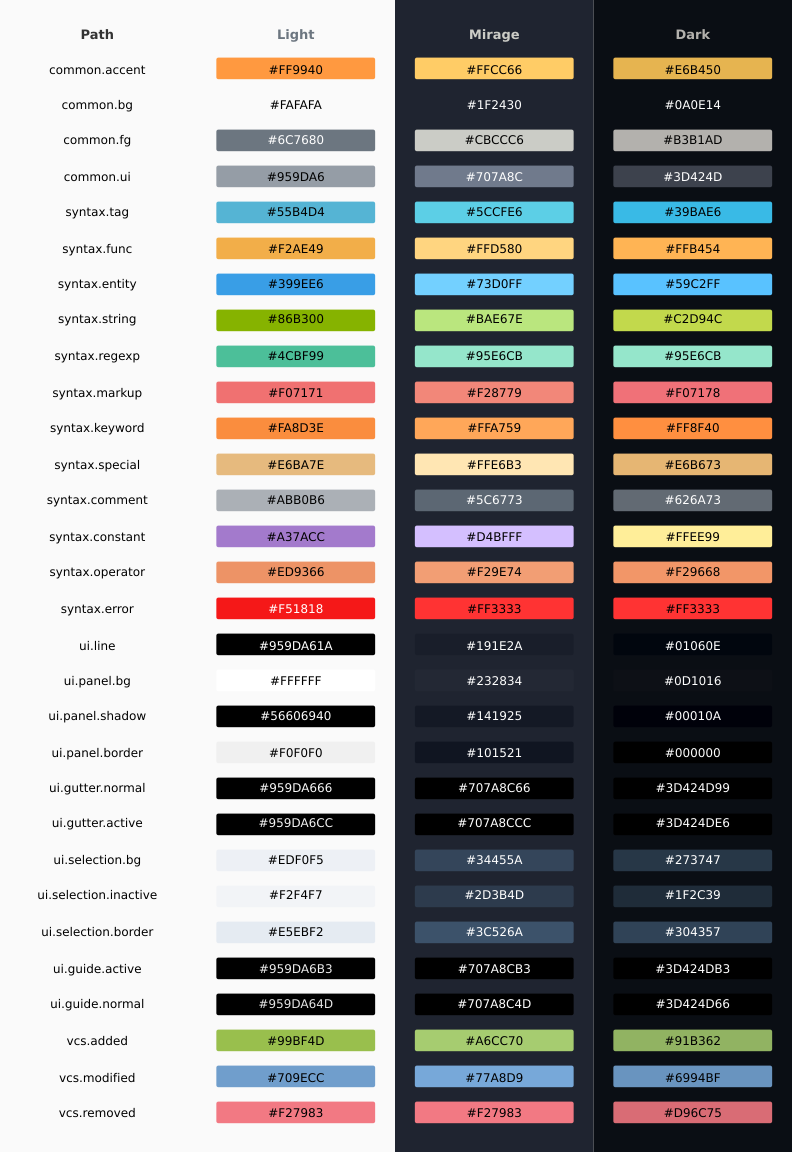 Path Light Mirage Dark
common.accent #FF9940 #FFCC66 #E6B450
common.bg #FAFAFA #1F2430 #0A0E14
common.fg #6C7680 #CBCCC6 #B3B1AD
common.ui #959DA6 #707A8C #3D424D
syntax.tag #55B4D4 #5CCFE6 #39BAE6
syntax.func #F2AE49 #FFD580 #FFB454
syntax.entity #399EE6 #73D0FF #59C2FF
syntax.string #86B300 #BAE67E #C2D94C
syntax.regexp #4CBF99 #95E6CB #95E6CB
syntax.markup #F07171 #F28779 #F07178
syntax.keyword #FA8D3E #FFA759 #FF8F40
syntax.special #E6BA7E #FFE6B3 #E6B673
syntax.comment #ABB0B6 #5C6773 #626A73
syntax.constant #A37ACC #D4BFFF #FFEE99
syntax.operator #ED9366 #F29E74 #F29668
syntax.error #F51818 #FF3333 #FF3333
ui.line #959DA61A #191E2A #01060E
ui.panel.bg #FFFFFF #232834 #0D1016
ui.panel.shadow #56606940 #141925 #00010A
ui.panel.border #F0F0F0 #101521 #000000
ui.gutter.normal #959DA666 #707A8C66 #3D424D99
ui.gutter.active #959DA6CC #707A8CCC #3D424DE6
ui.selection.bg #EDF0F5 #34455A #273747
ui.selection.inactive #F2F4F7 #2D3B4D #1F2C39
ui.selection.border #E5EBF2 #3C526A #304357
ui.guide.active #959DA6B3 #707A8CB3 #3D424DB3
ui.guide.normal #959DA64D #707A8C4D #3D424D66
vcs.added #99BF4D #A6CC70 #91B362
vcs.modified #709ECC #77A8D9 #6994BF
vcs.removed #F27983 #F27983 #D96C75